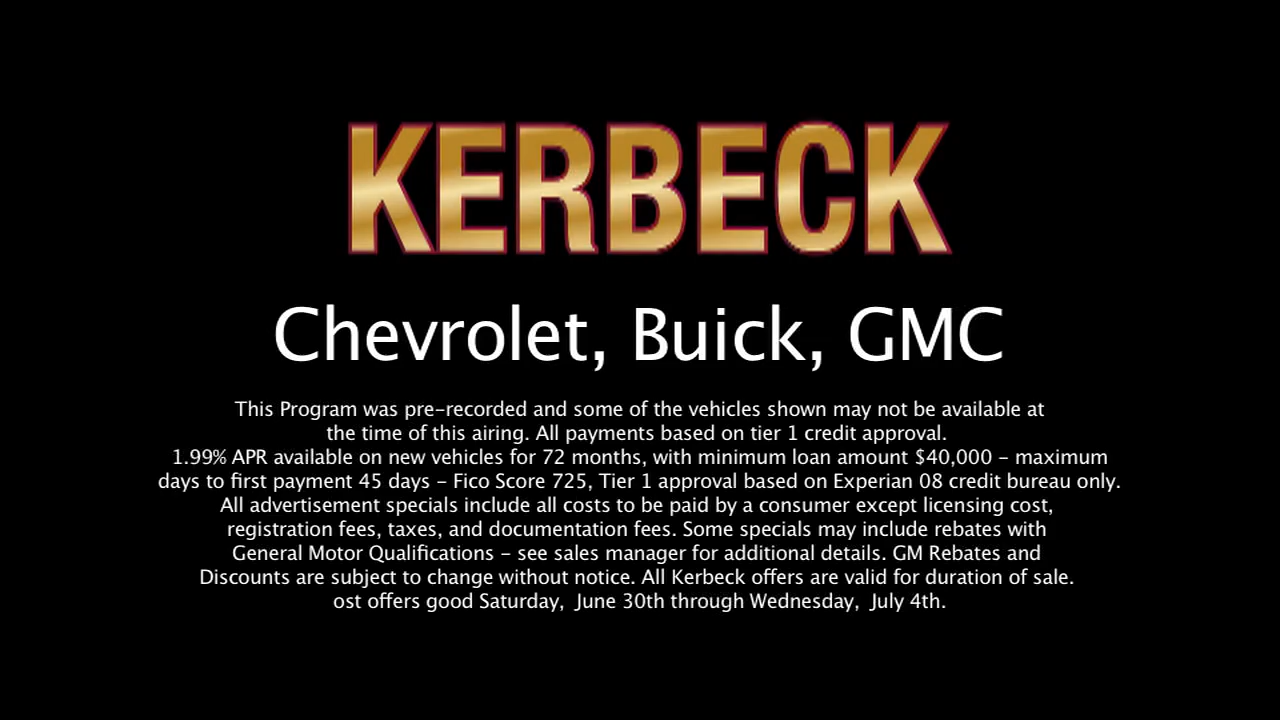 KERBECK
Chevrolet, Buick, GMC
This Program was pre-recorded and some of the vehicles shown may not be available at
the time of this airing. All payments based on tier 1 credit approval.
1.99% APR available on new vehicles for 72 months, with minimum loan amount $40,000 - maximum
days to first payment 45 days - Fico Score 725, Tier 1 approval based on Experian 08 credit bureau only.
All advertisement specials include all costs to be paid by a consumer except licensing cost,
registration fees, taxes, and documentation fees. Some specials may include rebates with
General Motor Qualifications - see sales manager for additional details. GM Rebates and
Discounts are subject to change without notice. All Kerbeck offers are valid for duration of sale.
ost offers good Saturday, June 30th through Wednesday, July 4th.